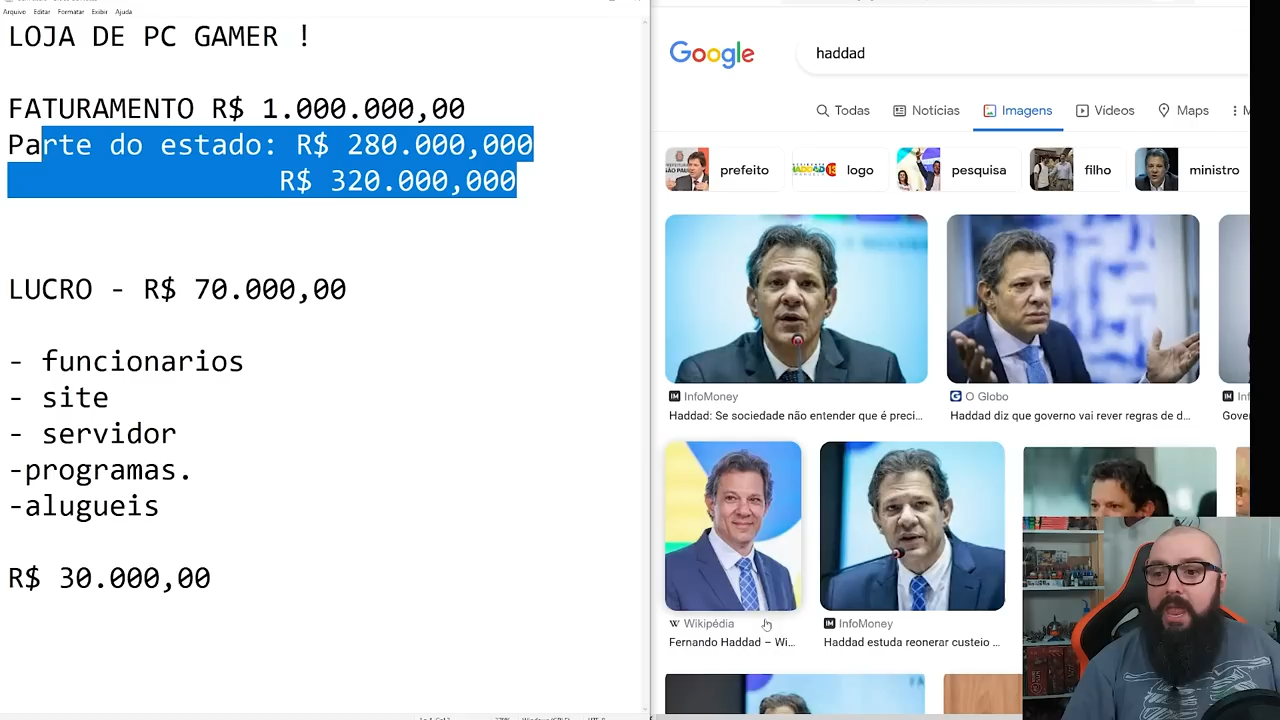 Arquivo Editar Formatar Exibir Ajuda
LOJA DE PC GAMER !
FATURAMENTO R$ 1.000.000,00
Parte do estado: R$ 280.000,000
R$ 320.000,000
LUCRO - R$ 70.000,00
- funcionarios
- site
- servidor
-programas.
-alugueis
R$ 30.000,00
Google
haddad
Todas Notícias Imagens Vídeos Maps M
prefeito logo pesquisa filho ministro
InfoMoney
O Globo
Haddad: Se sociedade não entender que é preci...
Haddad diz que governo vai rever regras de d...
Gover
Wikipédia
InfoMoney
Fernando Haddad – Wi...
Haddad estuda reonerar custeio ...